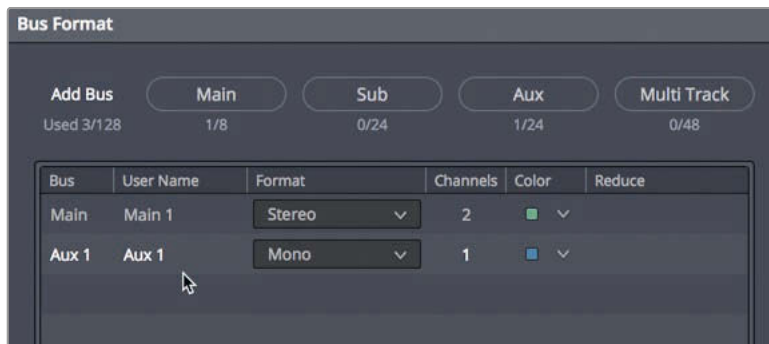 Bus Format
Add Bus Main Sub Aux Multi Track
Used 3/128 1/8 0/24 1/24 0/48
Bus User Name Format Channels Color Reduce
Main Main 1 Stereo 2
Aux 1 Aux 1 Mono 1